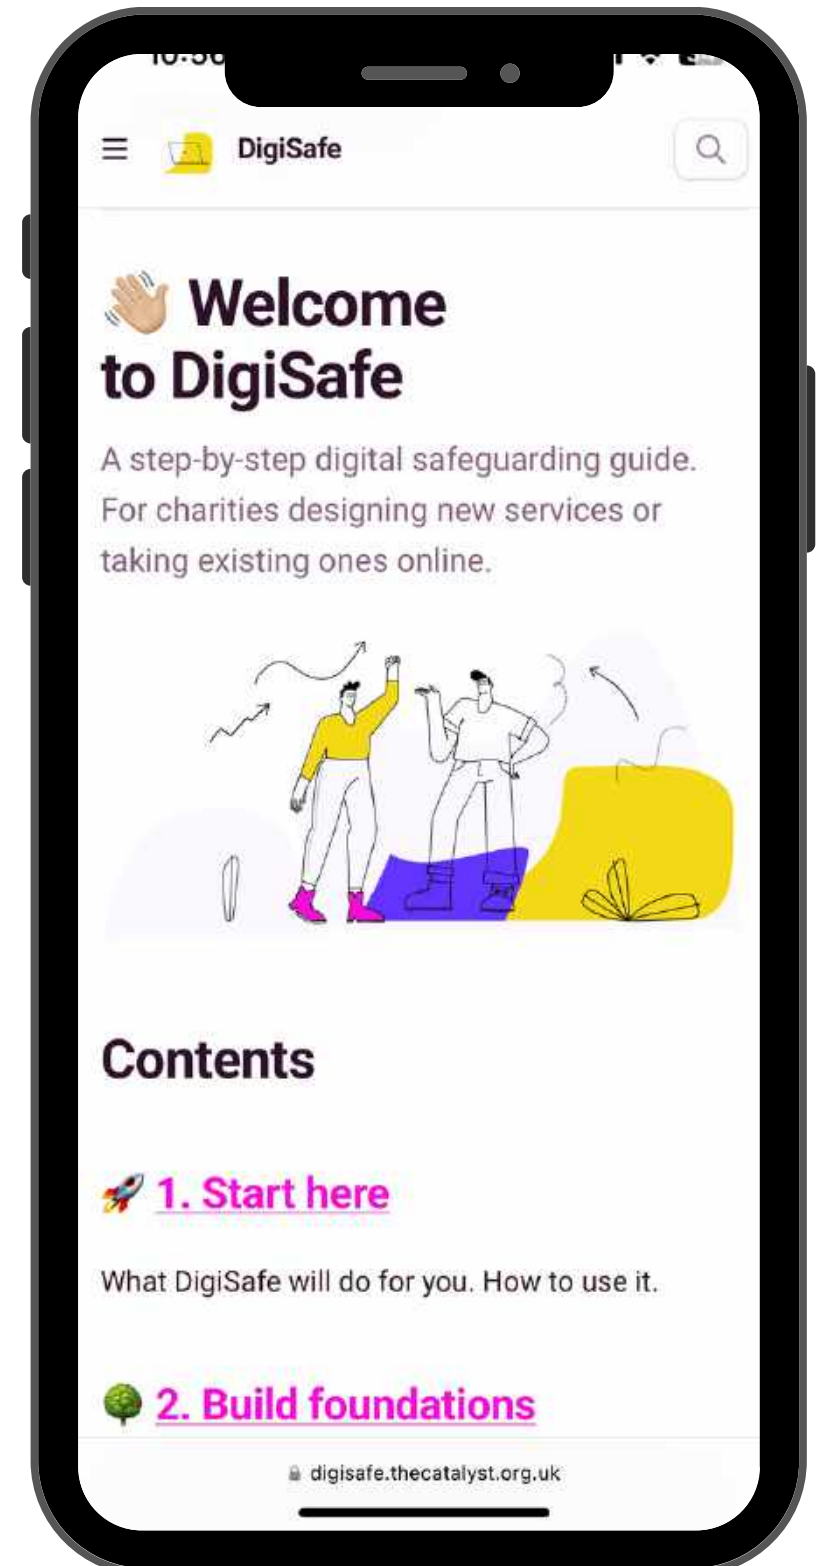 DigiSafe
👋🏼 Welcome
to DigiSafe
A step-by-step digital safeguarding guide.
For charities designing new services or
taking existing ones online.
Contents
🚀 1. Start here
What DigiSafe will do for you. How to use it.
🌳 2. Build foundations
digisafe.thecatalyst.org.uk